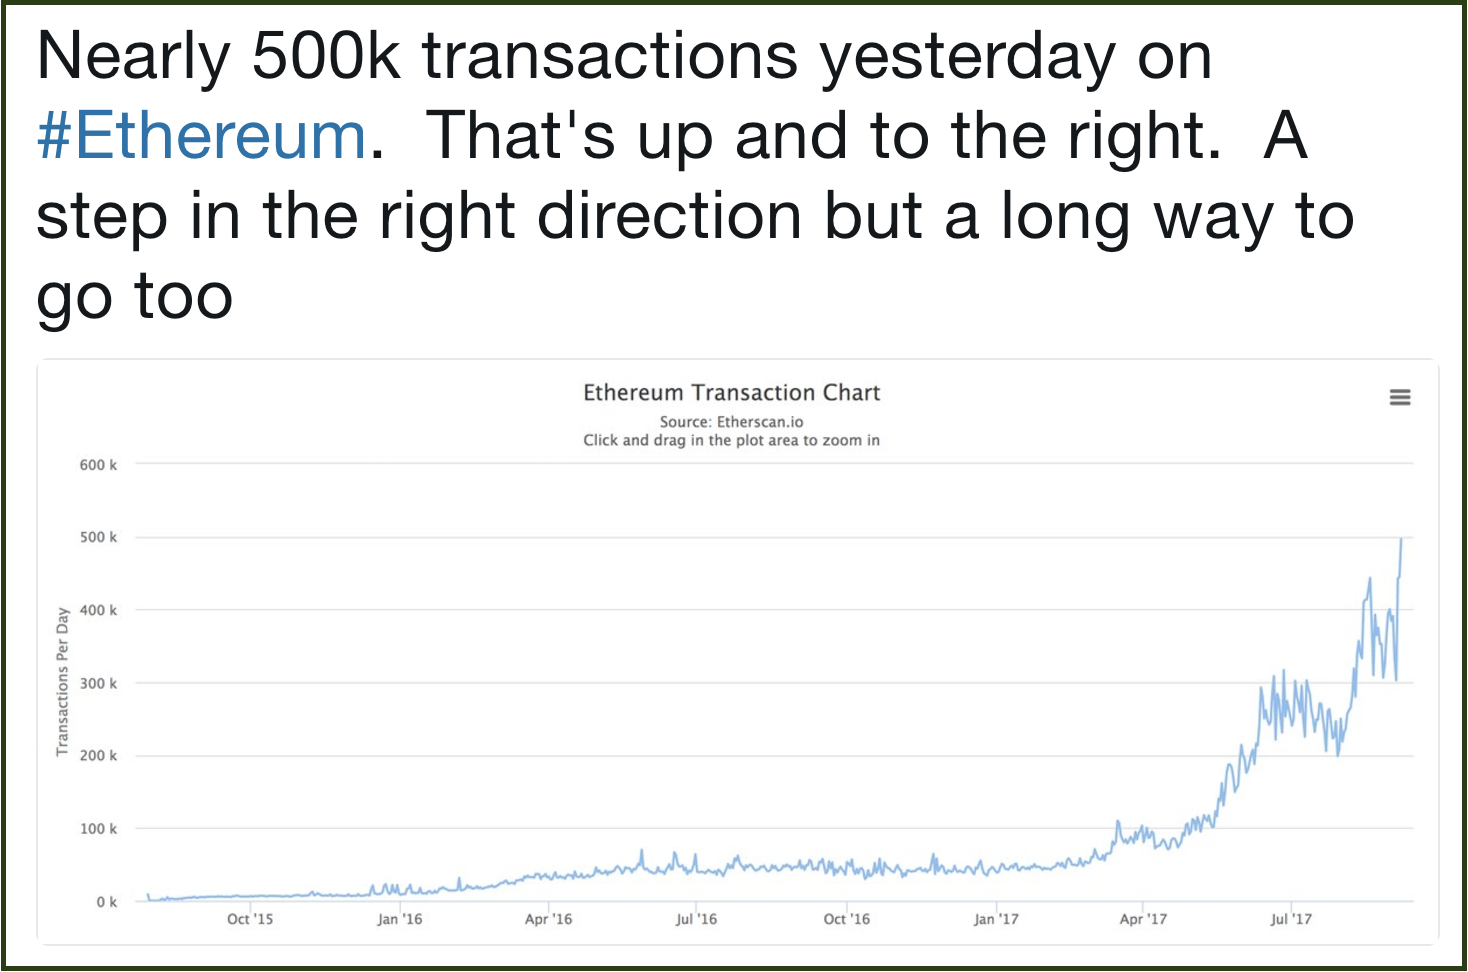 Nearly 500k transactions yesterday on
#Ethereum.  That's up and to the right.  A
step in the right direction but a long way to
go too
Ethereum Transaction Chart
Source: Etherscan.io
Click and drag in the plot area to zoom in
Transactions Per Day
600 k
500 k
400 k
300 k
200 k
100 k
0 k
Oct '15 Jan '16 Apr '16 Jul '16 Oct '16 Jan '17 Apr '17 Jul '17